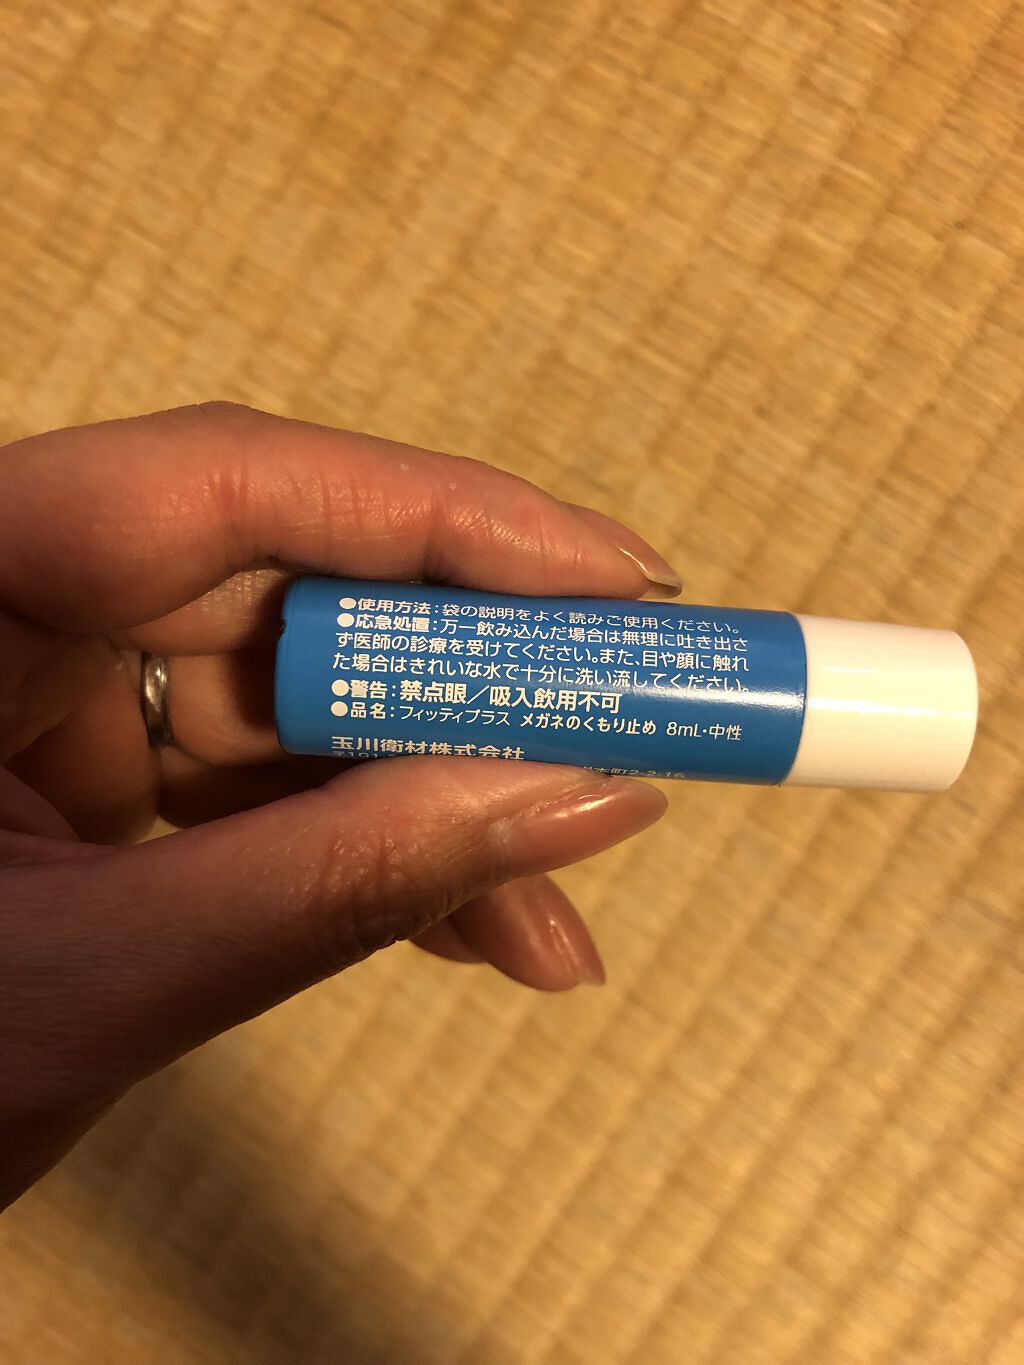 ●使用方法：袋の説明をよく読みご使用ください。
●応急処置：万一飲み込んだ場合は無理に吐き出さ
ず医師の診療を受けてください。また、目や顔に触れ
た場合はきれいな水で十分に洗い流してください。
●警告：禁点眼／吸入飲用不可
●品名：フィッティプラス メガネのくもり止め 8mL・中性
玉川衛材株式会社
〒101 本町2-2-16